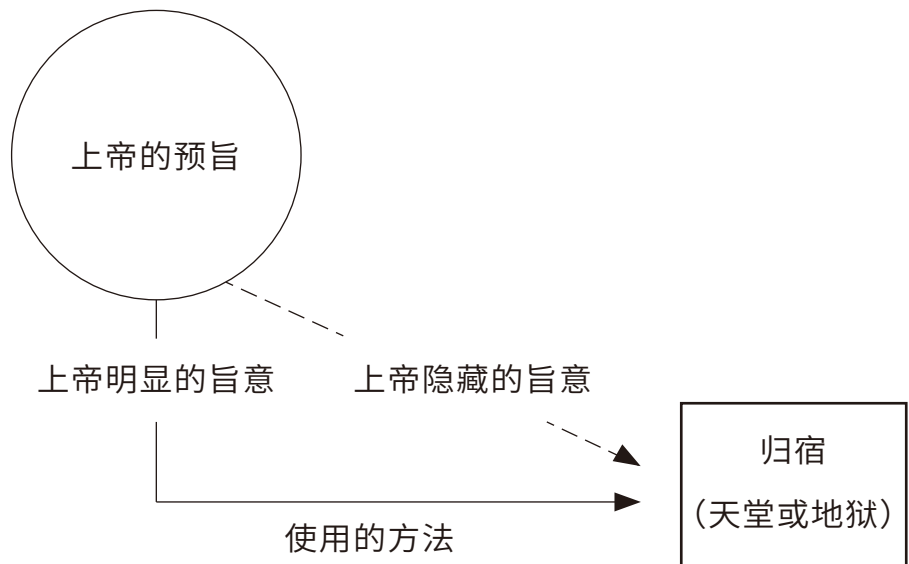 上帝的预旨
上帝明显的旨意
上帝隐藏的旨意
归宿
（天堂或地狱）
使用的方法